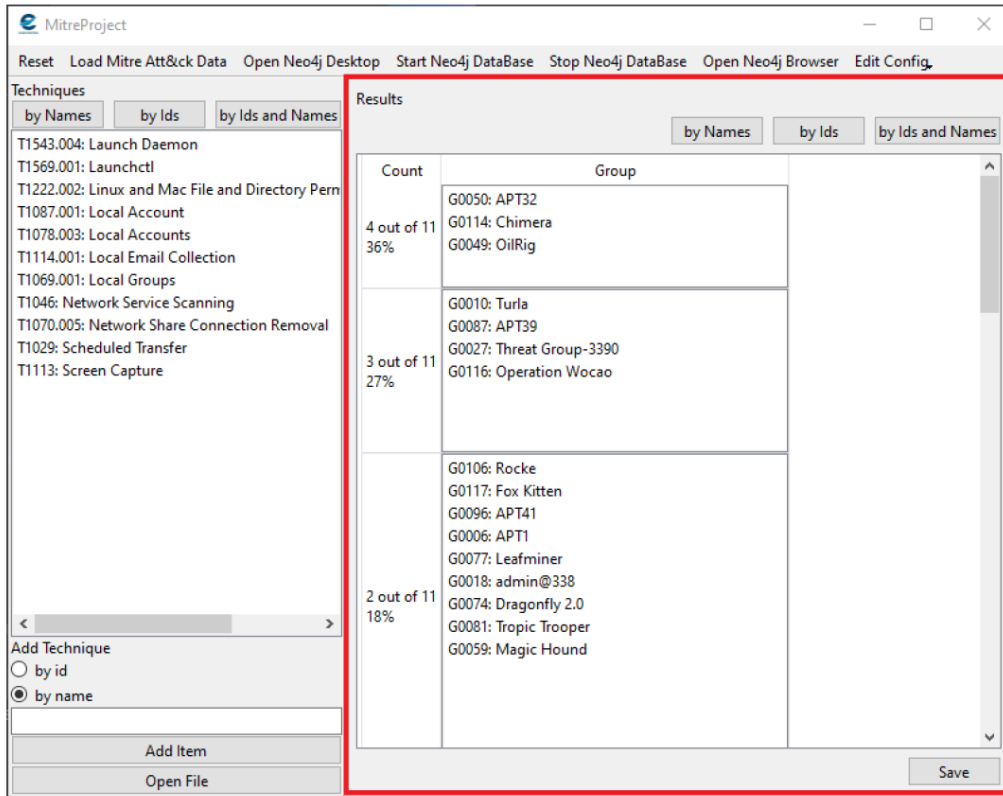 MitreProject
Reset Load Mitre Att&ck Data Open Neo4j Desktop Start Neo4j DataBase Stop Neo4j DataBase Open Neo4j Browser Edit Config
Techniques
by Names by Ids by Ids and Names
T1543.004: Launch Daemon
T1569.001: Launchctl
T1222.002: Linux and Mac File and Directory Perm
T1087.001: Local Account
T1078.003: Local Accounts
T1114.001: Local Email Collection
T1069.001: Local Groups
T1046: Network Service Scanning
T1070.005: Network Share Connection Removal
T1029: Scheduled Transfer
T1113: Screen Capture
Add Technique
by id
by name
Add Item
Open File
Results
by Names by Ids by Ids and Names
Count Group
4 out of 11
36%
G0050: APT32
G0114: Chimera
G0049: OilRig
3 out of 11
27%
G0010: Turla
G0087: APT39
G0027: Threat Group-3390
G0116: Operation Wocao
2 out of 11
18%
G0106: Rocke
G0117: Fox Kitten
G0096: APT41
G0006: APT1
G0077: Leafminer
G0018: admin@338
G0074: Dragonfly 2.0
G0081: Tropic Trooper
G0059: Magic Hound
Save